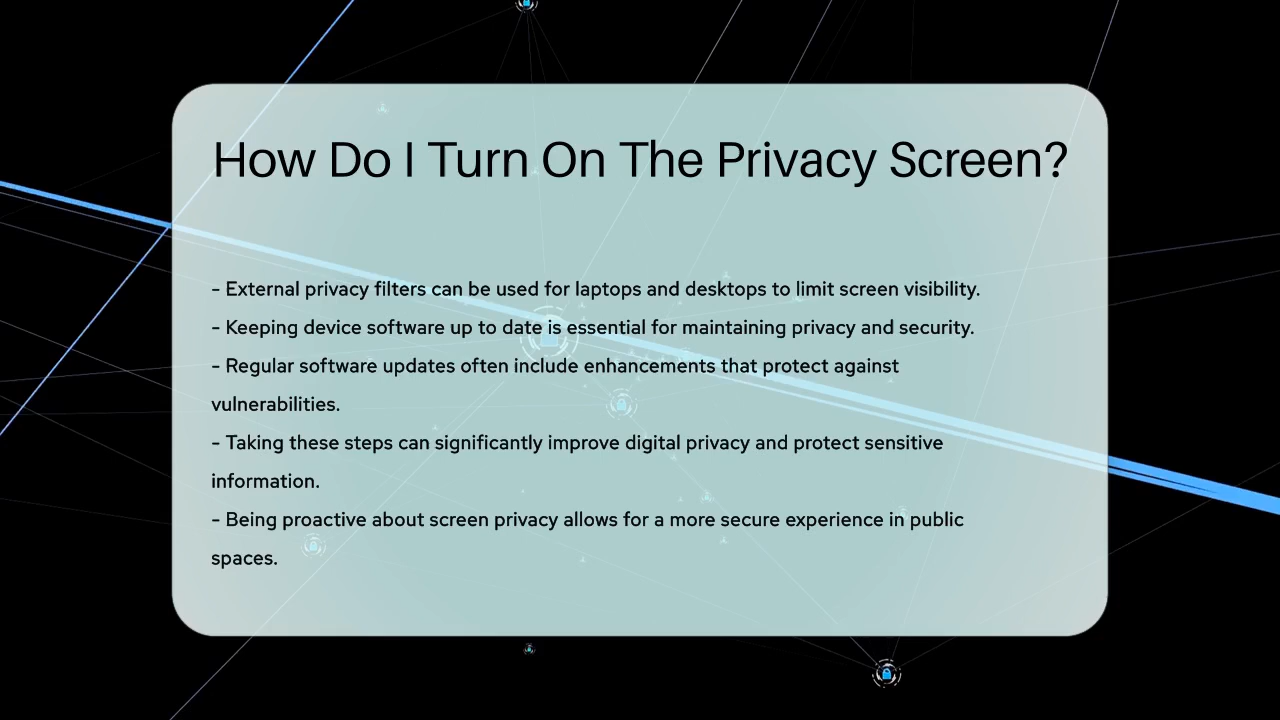 How Do I Turn On The Privacy Screen?
- External privacy filters can be used for laptops and desktops to limit screen visibility.
- Keeping device software up to date is essential for maintaining privacy and security.
- Regular software updates often include enhancements that protect against
vulnerabilities.
- Taking these steps can significantly improve digital privacy and protect sensitive
information.
- Being proactive about screen privacy allows for a more secure experience in public
spaces.